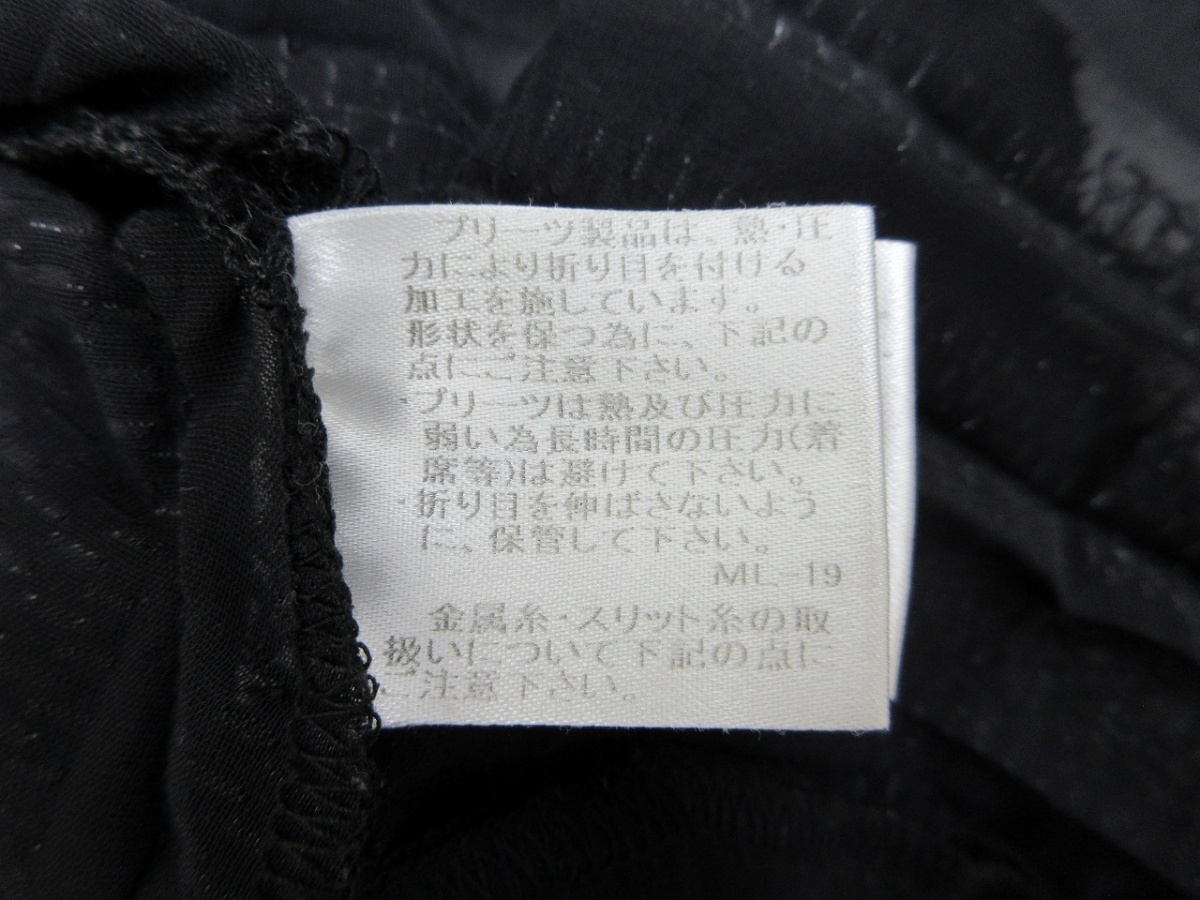 プリーツ製品は、熱・圧
力により折り目を付ける
加工を施しています。
形状を保つ為に、下記の
点にご注意下さい。
・プリーツは熱及び圧力に
弱い為長時間の圧力(着
席等)は避けて下さい。
・折り目を伸ばさないよう
に、保管して下さい。
ML-19
金属糸・スリット糸の取
扱いについて下記の点に
ご注意下さい。